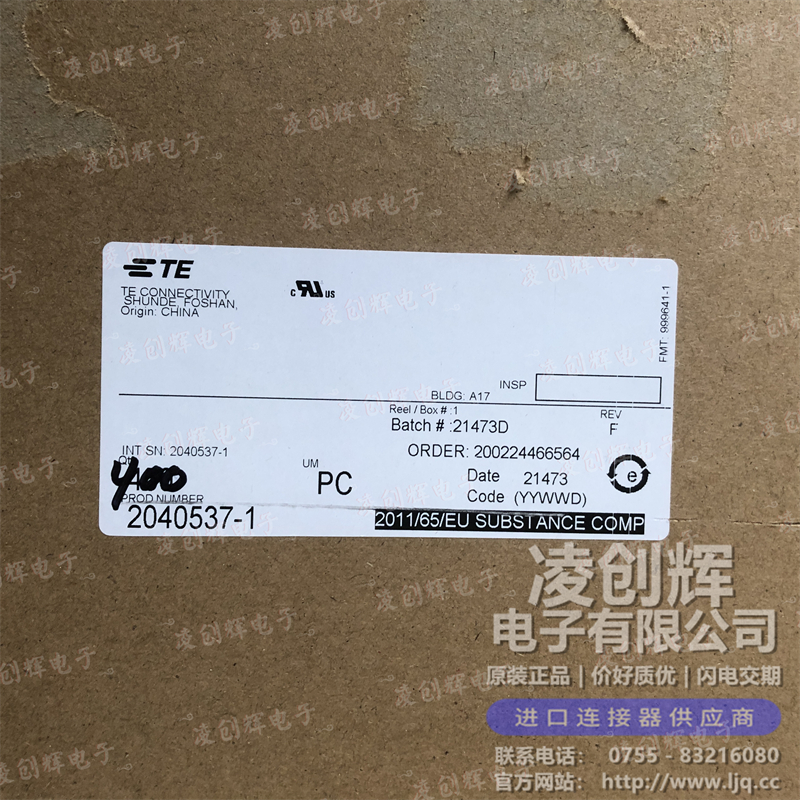 TE
TE CONNECTIVITY
SHUNDE, FOSHAN,
Origin: CHINA
c RU US
FMT: 999641-1
INSP
BLDG: A17
Reel / Box # :1
REV
Batch # :21473D
F
INT SN: 2040537-1
ORDER: 200224466564
UM
400
PC
Date 21473
Code (YYWWD)
e
PROD NUMBER
2040537-1
2011/65/EU SUBSTANCE COMP
凌创辉
电子有限公司
原装正品 | 价好质优 | 闪电交期
进口连接器供应商
联系电话： 0755 - 83216080
官方网站： http://www.ljq.cc
凌创辉电子